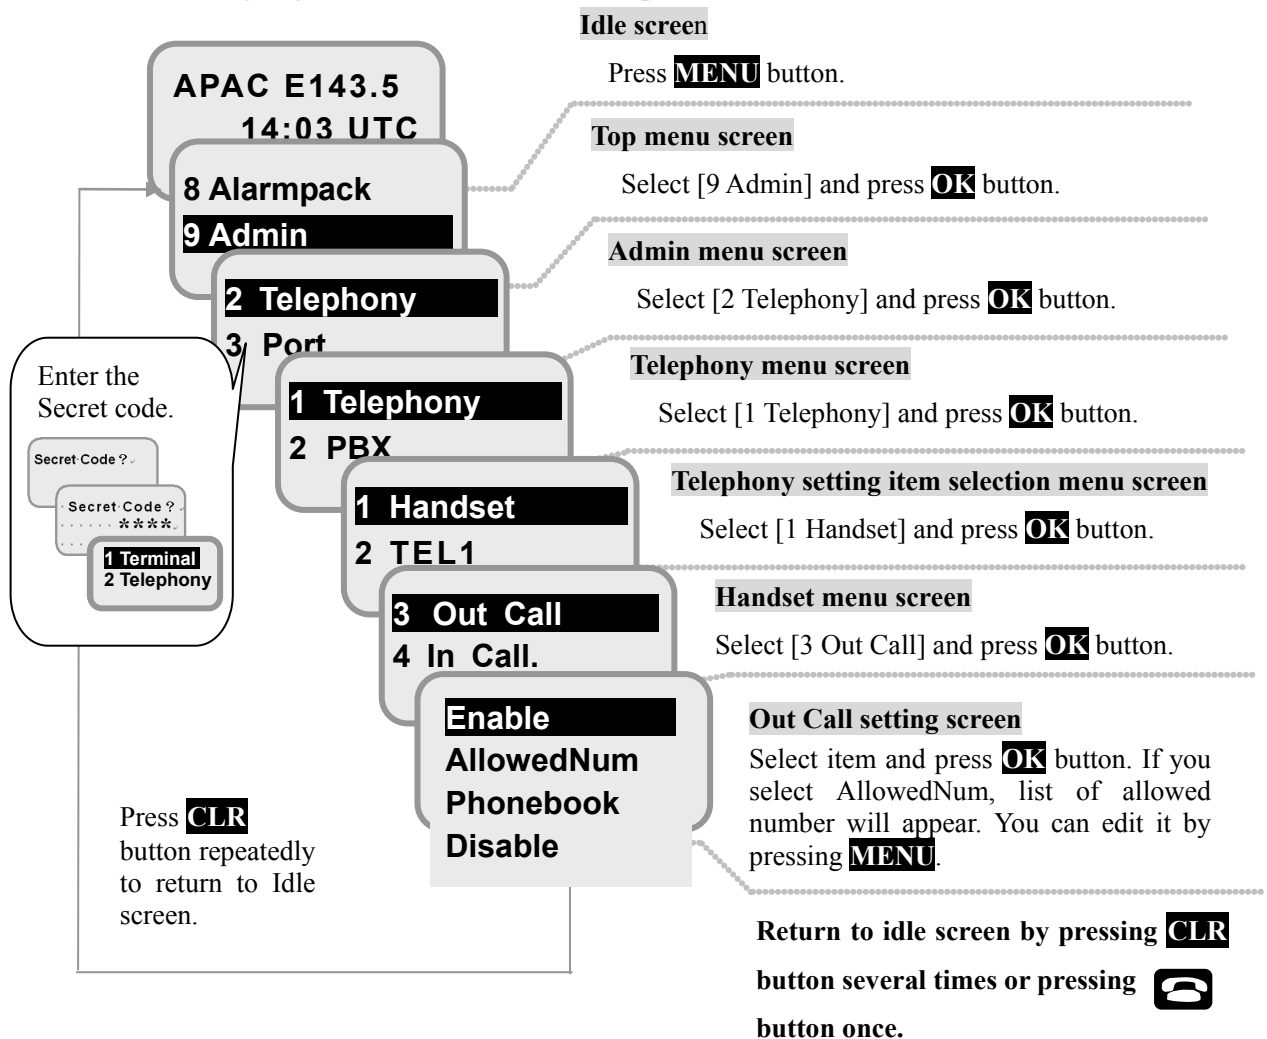 Idle screen
Press MENU button.
APAC E143.5
14:03 UTC
Top menu screen
Select [9 Admin] and press OK button.
8 Alarmpack
9 Admin
Admin menu screen
Select [2 Telephony] and press OK button.
2 Telephony
3 Port
Enter the
Secret code.
Secret Code?
Secret Code?
****
1 Terminal
2 Telephony
Telephony menu screen
Select [1 Telephony] and press OK button.
1 Telephony
2 PBX
Telephony setting item selection menu screen
Select [1 Handset] and press OK button.
1 Handset
2 TEL1
Handset menu screen
Select [3 Out Call] and press OK button.
3 Out Call
4 In Call.
Out Call setting screen
Select item and press OK button. If you
select AllowedNum, list of allowed
number will appear. You can edit it by
pressing MENU.
Enable
AllowedNum
Phonebook
Disable
Press CLR
button repeatedly
to return to Idle
screen.
Return to idle screen by pressing CLR
button several times or pressing
button once.